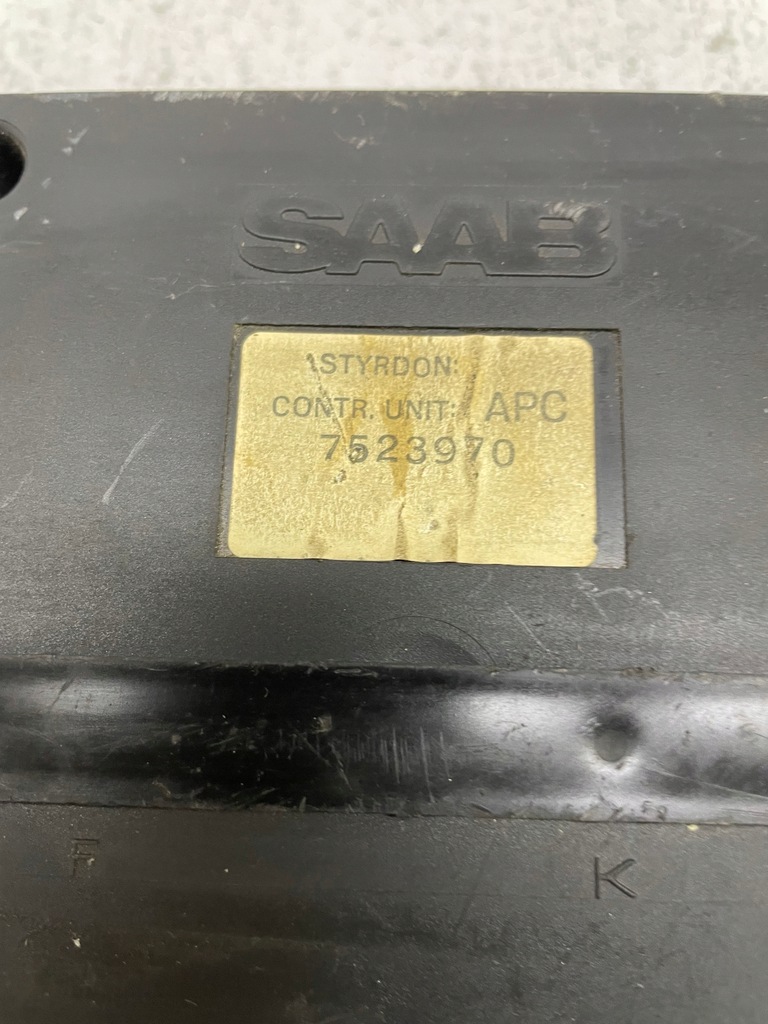 SAAB
STYRDON:
CONTR. UNIT: APC
7523970
F K